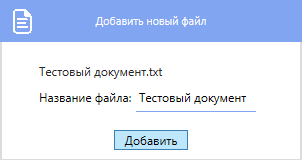 Добавить новый файл
Тестовый документ.txt
Название файла: Тестовый документ
Добавить